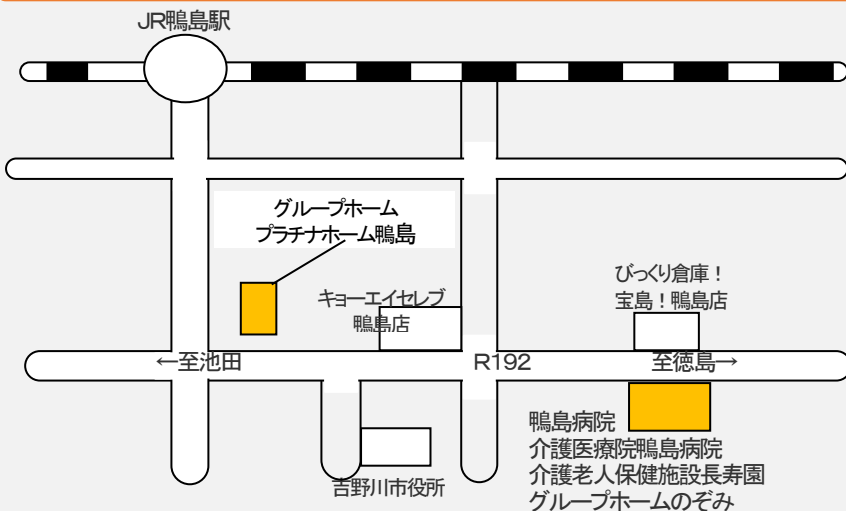 JR鴨島駅
グループホーム
プラチナホーム鴨島
びっくり倉庫！
宝島！鴨島店
キョーエイセレブ
鴨島店
←至池田
R192
至徳島→
鴨島病院
介護医療院鴨島病院
介護老人保健施設長寿園
グループホームのぞみ
吉野川市役所